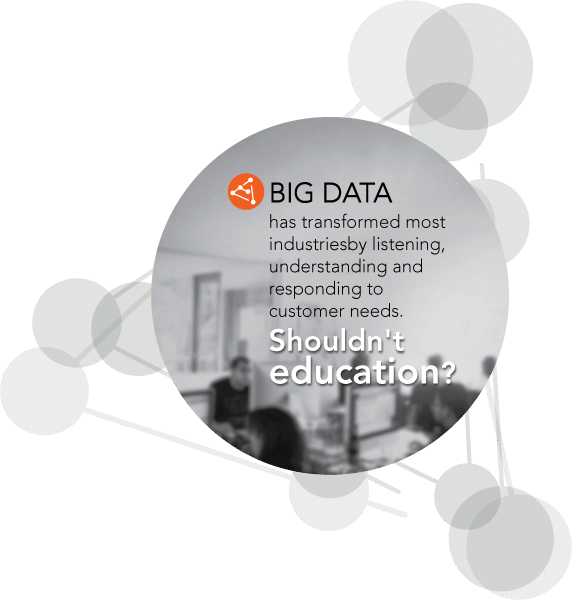 BIG DATA
has transformed most
industriesby listening,
understanding and
responding to
customer needs.
Shouldn't
education?